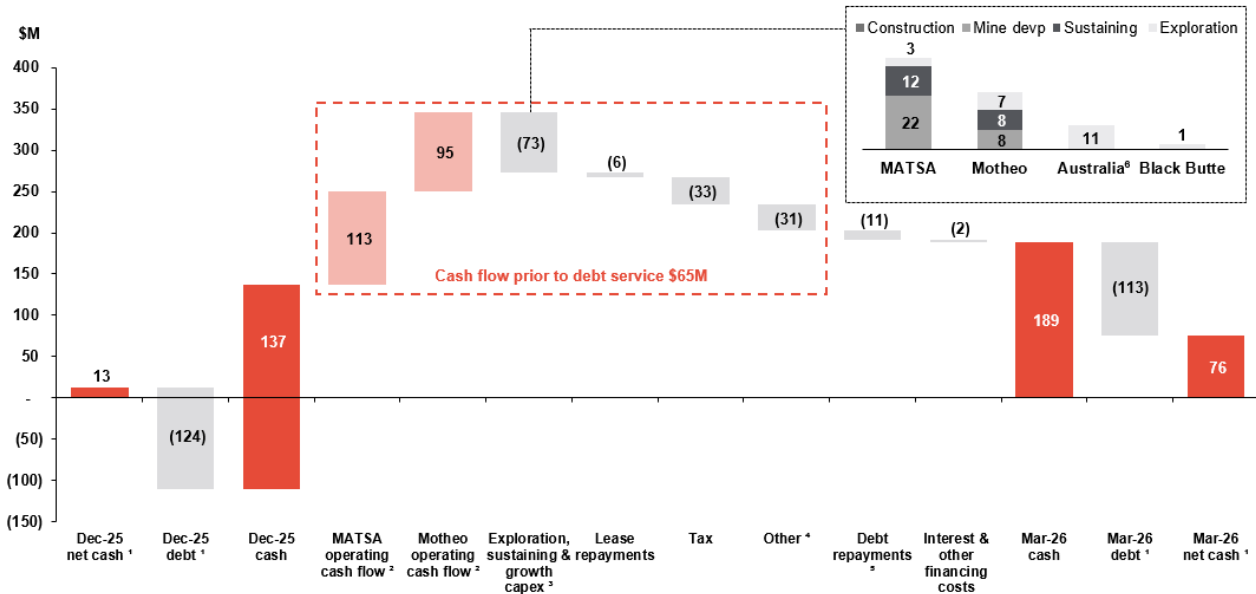 $M
400
350
300
250
200
150
100
50
-
(50)
(100)
(150)
13
(124)
137
113
95
(73)
(6)
(33)
(31)
(11)
(2)
189
(113)
76
Cash flow prior to debt service $65M
Construction Mine devp Sustaining Exploration
3
12
22
7
8
8
11
1
MATSA Motheo Australia⁶ Black Butte
Dec-25
net cash ¹
Dec-25
debt ¹
Dec-25
cash
MATSA
operating
cash flow ²
Motheo
operating
cash flow ²
Exploration,
sustaining &
growth
capex ³
Lease
repayments
Tax
Other ⁴
Debt
repayments
⁵
Interest &
other
financing
costs
Mar-26
cash
Mar-26
debt ¹
Mar-26
net cash ¹